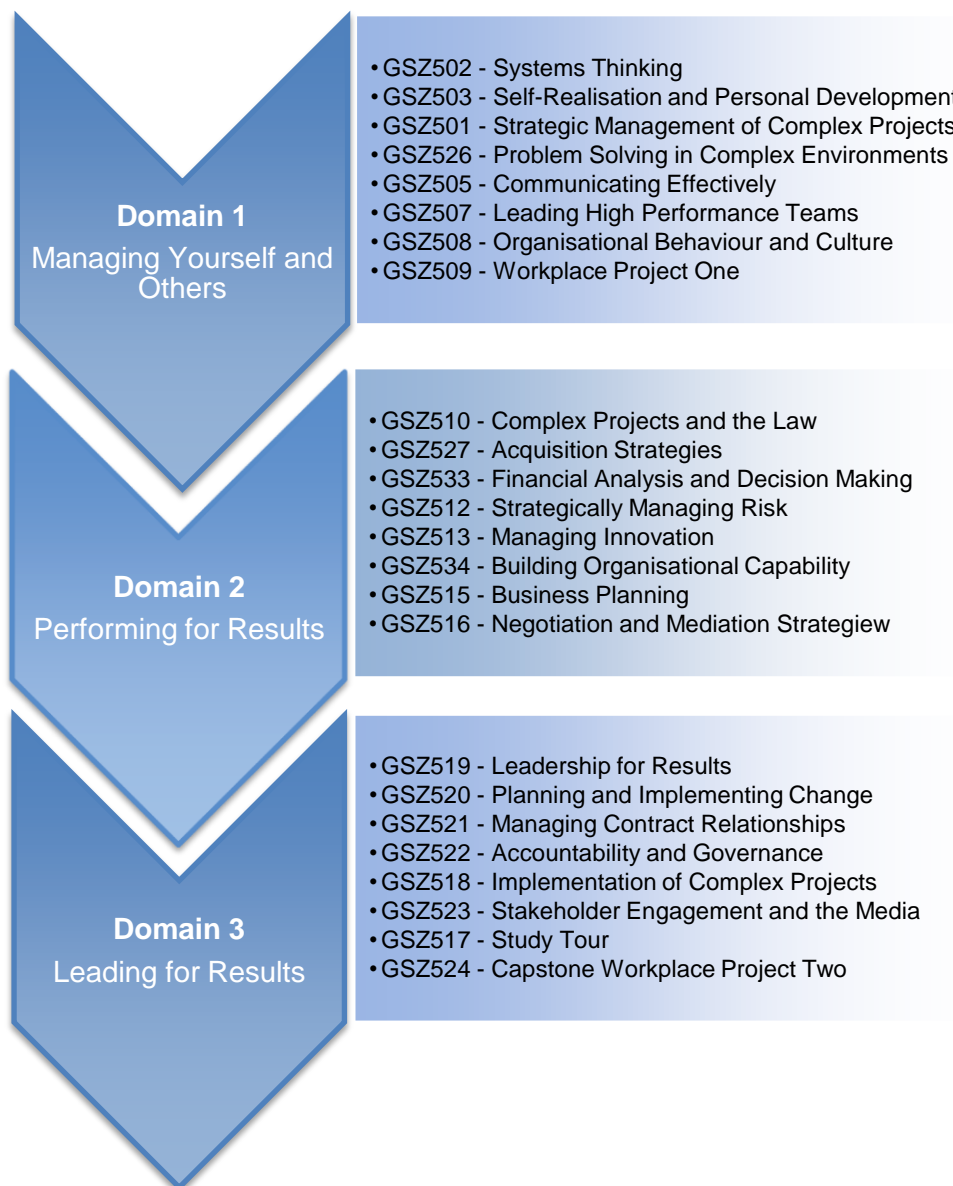 Domain 1
Managing Yourself and
Others
• GSZ502 - Systems Thinking
• GSZ503 - Self-Realisation and Personal Development
• GSZ501 - Strategic Management of Complex Projects
• GSZ526 - Problem Solving in Complex Environments
• GSZ505 - Communicating Effectively
• GSZ507 - Leading High Performance Teams
• GSZ508 - Organisational Behaviour and Culture
• GSZ509 - Workplace Project One
Domain 2
Performing for Results
• GSZ510 - Complex Projects and the Law
• GSZ527 - Acquisition Strategies
• GSZ533 - Financial Analysis and Decision Making
• GSZ512 - Strategically Managing Risk
• GSZ513 - Managing Innovation
• GSZ534 - Building Organisational Capability
• GSZ515 - Business Planning
• GSZ516 - Negotiation and Mediation Strategiew
Domain 3
Leading for Results
• GSZ519 - Leadership for Results
• GSZ520 - Planning and Implementing Change
• GSZ521 - Managing Contract Relationships
• GSZ522 - Accountability and Governance
• GSZ518 - Implementation of Complex Projects
• GSZ523 - Stakeholder Engagement and the Media
• GSZ517 - Study Tour
• GSZ524 - Capstone Workplace Project Two